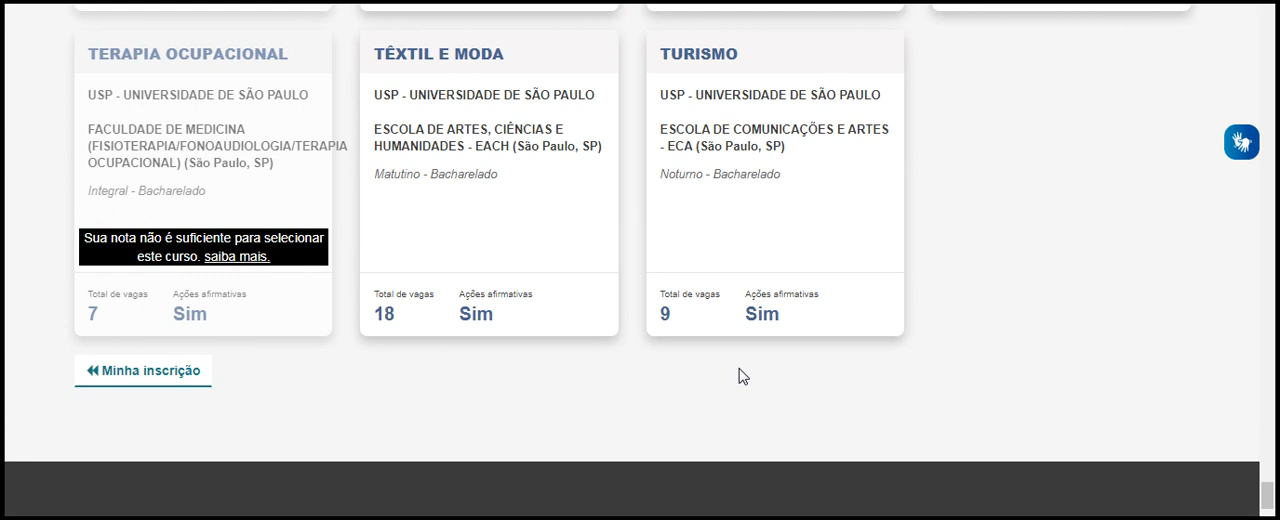 TERAPIA OCUPACIONAL
USP - UNIVERSIDADE DE SÃO PAULO
FACULDADE DE MEDICINA
(FISIOTERAPIA/FONOAUDIOLOGIA/TERAPIA
OCUPACIONAL) (São Paulo, SP)
Integral - Bacharelado
Sua nota não é suficiente para selecionar
este curso. saiba mais.
Total de vagas
7
Ações afirmativas
Sim
TÊXTIL E MODA
USP - UNIVERSIDADE DE SÃO PAULO
ESCOLA DE ARTES, CIÊNCIAS E
HUMANIDADES - EACH (São Paulo, SP)
Matutino - Bacharelado
Total de vagas
18
Ações afirmativas
Sim
TURISMO
USP - UNIVERSIDADE DE SÃO PAULO
ESCOLA DE COMUNICAÇÕES E ARTES
- ECA (São Paulo, SP)
Noturno - Bacharelado
Total de vagas
9
Ações afirmativas
Sim
Minha inscrição